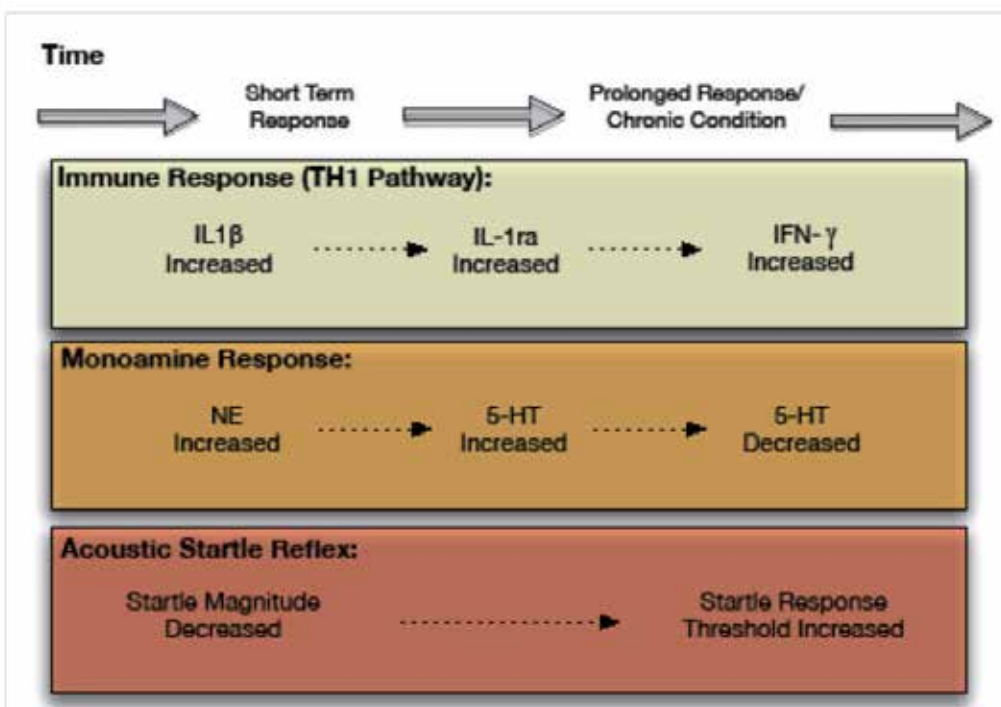 Time
Short Term
Response
Prolonged Response/
Chronic Condition
Immune Response (TH1 Pathway):
IL1β
Increased
IL-1ra
Increased
IFN-γ
Increased
Monoamine Response:
NE
Increased
5-HT
Increased
5-HT
Decreased
Acoustic Startle Reflex:
Startle Magnitude
Decreased
Startle Response
Threshold Increased